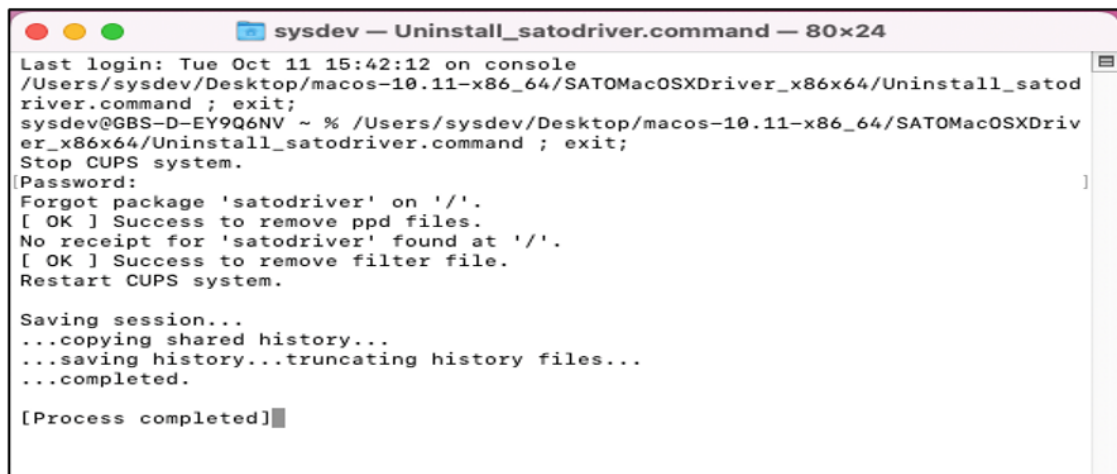 sysdev — Uninstall_satodriver.command — 80×24
Last login: Tue Oct 11 15:42:12 on console
/Users/sysdev/Desktop/macos-10.11-x86_64/SATOMacOSXDriver_x86x64/Uninstall_satod
river.command ; exit;
sysdev@GBS-D-EY9Q6NV ~ % /Users/sysdev/Desktop/macos-10.11-x86_64/SATOMacOSXDriv
er_x86x64/Uninstall_satodriver.command ; exit;
Stop CUPS system.
[Password: ]
Forgot package 'satodriver' on '/'.
[ OK ] Success to remove ppd files.
No receipt for 'satodriver' found at '/'.
[ OK ] Success to remove filter file.
Restart CUPS system.
Saving session...
...copying shared history...
...saving history...truncating history files...
...completed.
[Process completed]